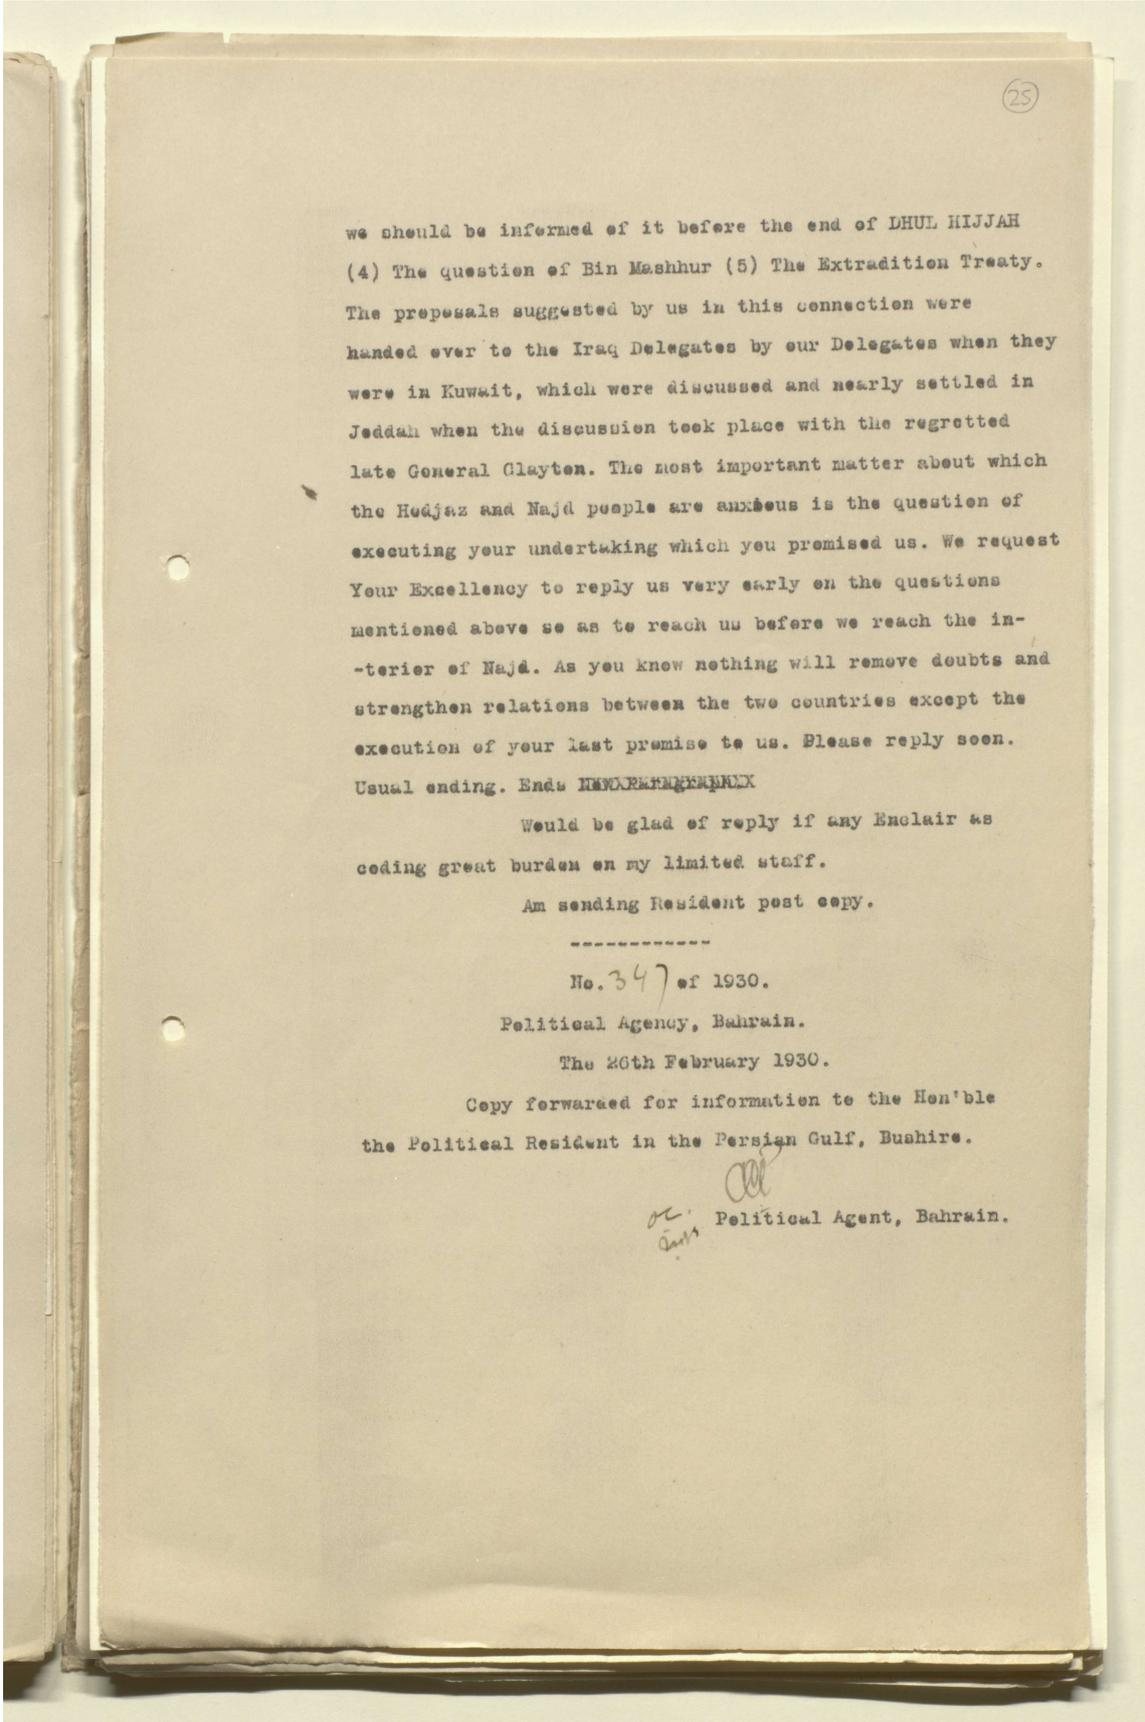 25
we should be informed of it before the end of DHUL HIJJAH
(4) The question of Bin Mashhur (5) The Extradition Treaty.
The proposals suggested by us in this connection were
handed over to the Iraq Delegates by our Delegates when they
were in Kuwait, which were discussed and nearly settled in
Jeddah when the discussion took place with the regretted
late General Clayton. The most important matter about which
the Hedjaz and Najd people are anxious is the question of
executing your undertaking which you promised us. We request
Your Excellency to reply us very early on the questions
mentioned above so as to reach us before we reach the in-
-terior of Najd. As you know nothing will remove doubts and
strengthen relations between the two countries except the
execution of your last promise to us. Please reply soon.
Usual ending. Ends
Would be glad of reply if any Enclair as
coding great burden on my limited staff.
Am sending Resident post copy.
------------
No. 347 of 1930.
Political Agency, Bahrain.
The 26th February 1930.
Copy forwarded for information to the Hon'ble
the Political Resident in the Persian Gulf, Bushire.
Political Agent, Bahrain.